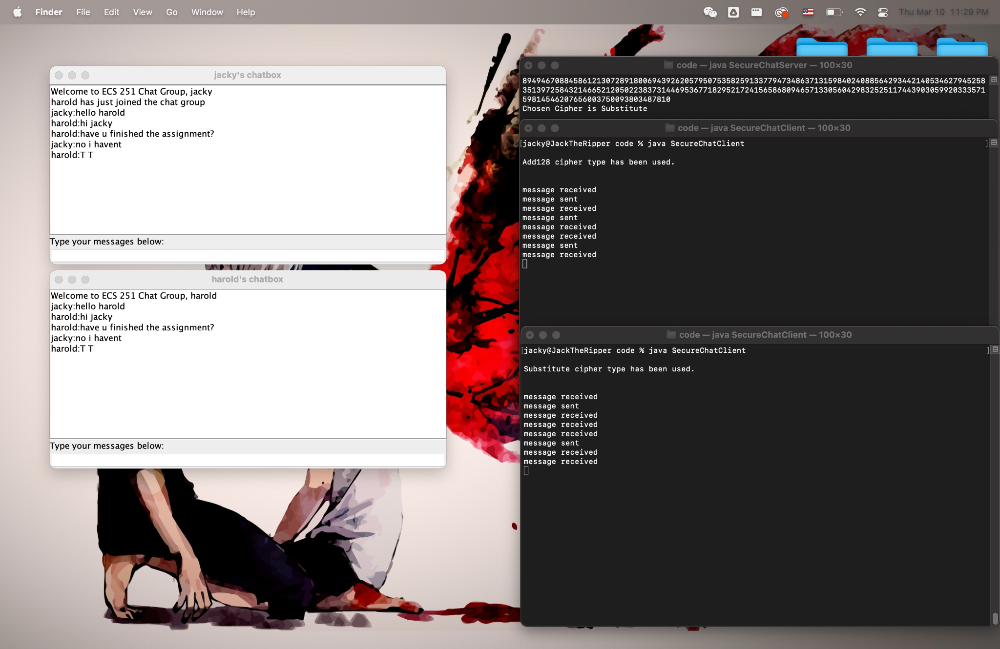 Finder File Edit View Go Window Help
Thu Mar 10 11:29 PM
jacky's chatbox
Welcome to ECS 251 Chat Group, jacky
harold has just joined the chat group
jacky:hello harold
harold:hi jacky
harold:have u finished the assignment?
jacky:no i havent
harold:T T
Type your messages below:
harold's chatbox
Welcome to ECS 251 Chat Group, harold
jacky:hello harold
harold:hi jacky
harold:have u finished the assignment?
jacky:no i havent
harold:T T
Type your messages below:
code — java SecureChatServer — 100×30
8949467088458612130728918006943926205795075358259133779473486371315984024088564293442140534627945258
3513972584321466521205022383731446953677182952172415658680946571330560429832525117443903059920333571
59814546207656003750093803487810
Chosen Cipher is Substitute
code — java SecureChatClient — 100×30
[jacky@JackTheRipper code % java SecureChatClient ]
Add128 cipher type has been used.
message received
message sent
message received
message sent
message received
message received
message sent
message received
code — java SecureChatClient — 100×30
[jacky@JackTheRipper code % java SecureChatClient ]
Substitute cipher type has been used.
message received
message sent
message received
message received
message received
message sent
message received
message received